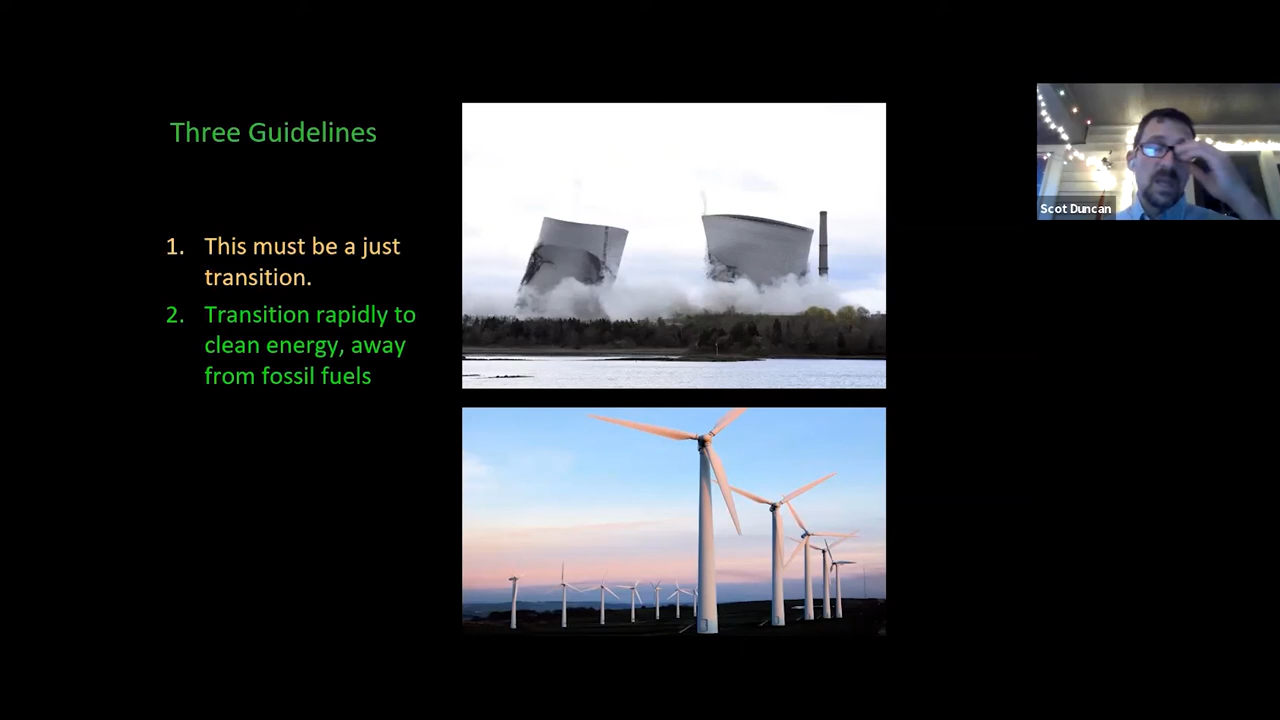 Three Guidelines
1. This must be a just
transition.
2. Transition rapidly to
clean energy, away
from fossil fuels
Scot Duncan